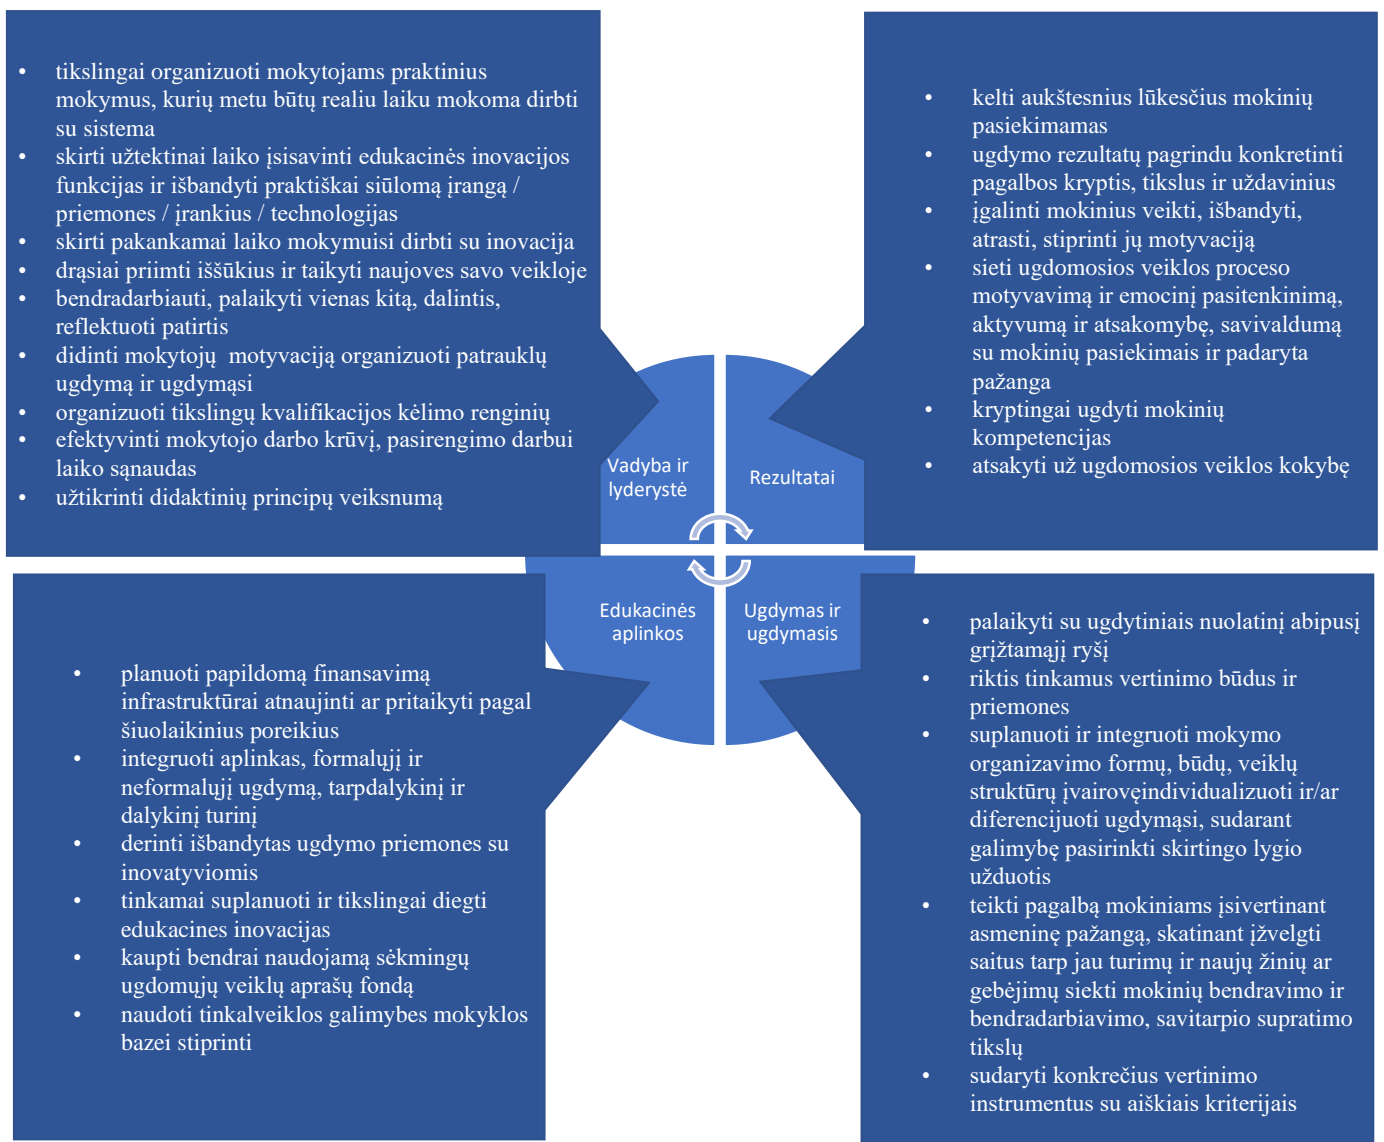 • tikslingai organizuoti mokytojams praktinius
mokymus, kurių metu būtų realiu laiku mokoma dirbti
su sistema
• skirti užtektinai laiko įsisavinti edukacinės inovacijos
funkcijas ir išbandyti praktiškai siūlomą įrangą /
priemones / įrankius / technologijas
• skirti pakankamai laiko mokymuisi dirbti su inovacija
• drąsiai priimti iššūkius ir taikyti naujoves savo veikloje
• bendradarbiauti, palaikyti vienas kitą, dalintis,
reflektuoti patirtis
• didinti mokytojų  motyvaciją organizuoti patrauklų
ugdymą ir ugdymąsi
• organizuoti tikslingų kvalifikacijos kėlimo renginių
• efektyvinti mokytojo darbo krūvį, pasirengimo darbui
laiko sąnaudas
• užtikrinti didaktinių principų veiksnumą
• kelti aukštesnius lūkesčius mokinių
pasiekimamas
• ugdymo rezultatų pagrindu konkretinti
pagalbos kryptis, tikslus ir uždavinius
• įgalinti mokinius veikti, išbandyti,
atrasti, stiprinti jų motyvaciją
• sieti ugdomosios veiklos proceso
motyvavimą ir emocinį pasitenkinimą,
aktyvumą ir atsakomybę, savivaldumą
su mokinių pasiekimais ir padaryta
pažanga
• kryptingai ugdyti mokinių
kompetencijas
• atsakyti už ugdomosios veiklos kokybę
Vadyba ir
lyderystė
Rezultatai
Edukacinės
aplinkos
Ugdymas ir
ugdymasis
• planuoti papildomą finansavimą
infrastruktūrai atnaujinti ar pritaikyti pagal
šiuolaikinius poreikius
• integruoti aplinkas, formalųjį ir
neformalųjį ugdymą, tarpdalykinį ir
dalykinį turinį
• derinti išbandytas ugdymo priemones su
inovatyviomis
• tinkamai suplanuoti ir tikslingai diegti
edukacines inovacijas
• kaupti bendrai naudojamą sėkmingų
ugdomųjų veiklų aprašų fondą
• naudoti tinkalveiklos galimybes mokyklos
bazei stiprinti
• palaikyti su ugdytiniais nuolatinį abipusį
grįžtamąjį ryšį
• riktis tinkamus vertinimo būdus ir
priemones
• suplanuoti ir integruoti mokymo
organizavimo formų, būdų, veiklų
struktūrų įvairovęindividualizuoti ir/ar
diferencijuoti ugdymąsi, sudarant
galimybę pasirinkti skirtingo lygio
užduotis
• teikti pagalbą mokiniams įsivertinant
asmeninę pažangą, skatinant įžvelgti
saitus tarp jau turimų ir naujų žinių ar
gebėjimų siekti mokinių bendravimo ir
bendradarbiavimo, savitarpio supratimo
tikslų
• sudaryti konkrečius vertinimo
instrumentus su aiškiais kriterijais